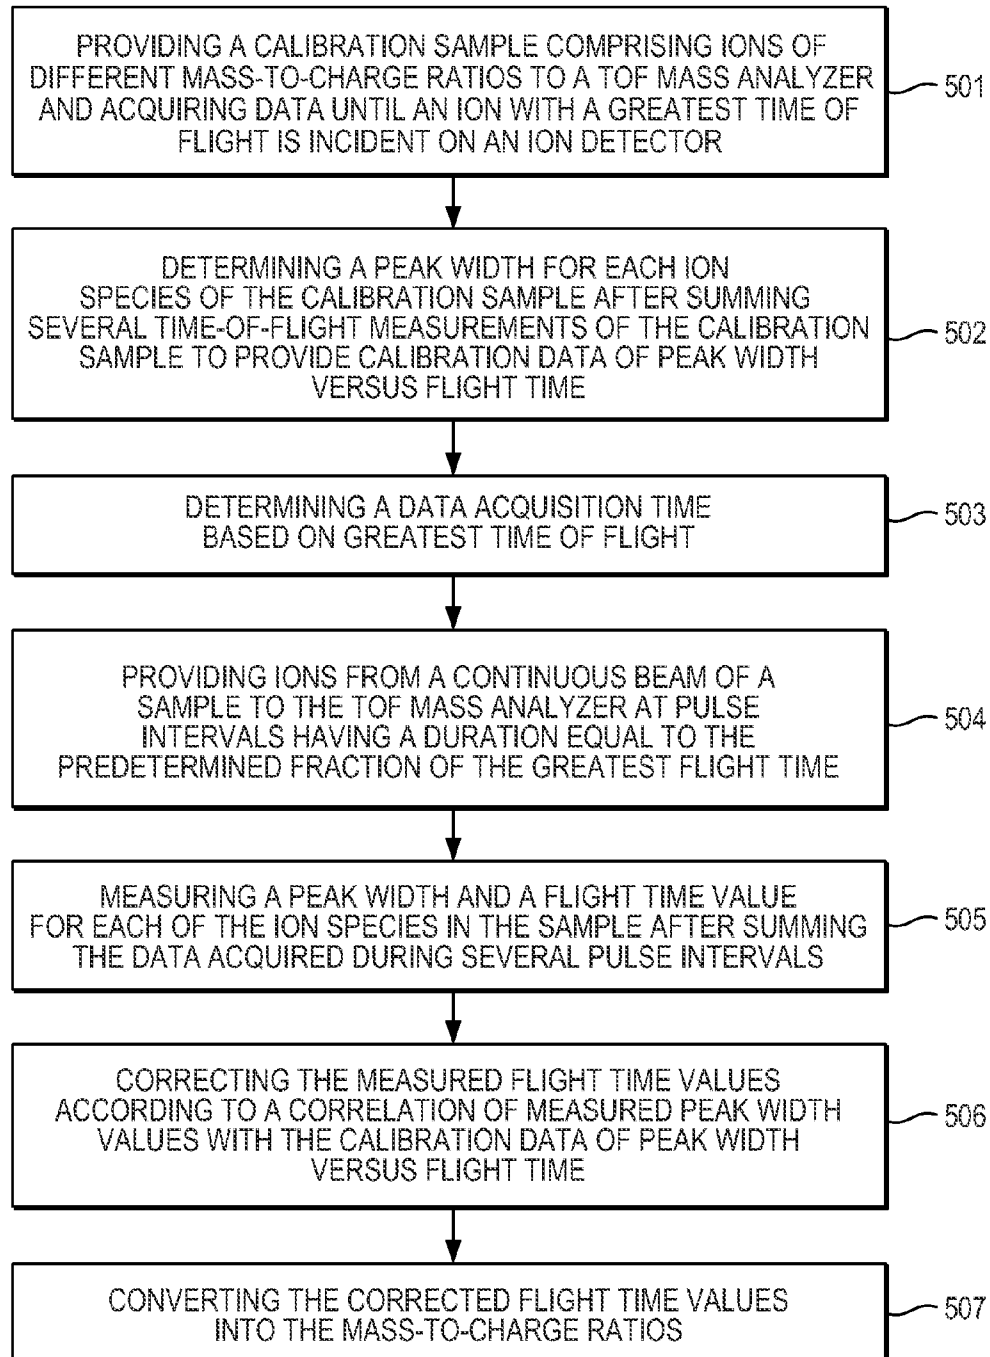 PROVIDING A CALIBRATION SAMPLE COMPRISING IONS OF
DIFFERENT MASS-TO-CHARGE RATIOS TO A TOF MASS ANALYZER
AND ACQUIRING DATA UNTIL AN ION WITH A GREATEST TIME OF
FLIGHT IS INCIDENT ON AN ION DETECTOR
501
DETERMINING A PEAK WIDTH FOR EACH ION
SPECIES OF THE CALIBRATION SAMPLE AFTER SUMMING
SEVERAL TIME-OF-FLIGHT MEASUREMENTS OF THE CALIBRATION
SAMPLE TO PROVIDE CALIBRATION DATA OF PEAK WIDTH
VERSUS FLIGHT TIME
502
DETERMINING A DATA ACQUISITION TIME
BASED ON GREATEST TIME OF FLIGHT
503
PROVIDING IONS FROM A CONTINUOUS BEAM OF A
SAMPLE TO THE TOF MASS ANALYZER AT PULSE
INTERVALS HAVING A DURATION EQUAL TO THE
PREDETERMINED FRACTION OF THE GREATEST FLIGHT TIME
504
MEASURING A PEAK WIDTH AND A FLIGHT TIME VALUE
FOR EACH OF THE ION SPECIES IN THE SAMPLE AFTER SUMMING
THE DATA ACQUIRED DURING SEVERAL PULSE INTERVALS
505
CORRECTING THE MEASURED FLIGHT TIME VALUES
ACCORDING TO A CORRELATION OF MEASURED PEAK WIDTH
VALUES WITH THE CALIBRATION DATA OF PEAK WIDTH
VERSUS FLIGHT TIME
506
CONVERTING THE CORRECTED FLIGHT TIME VALUES
INTO THE MASS-TO-CHARGE RATIOS
507